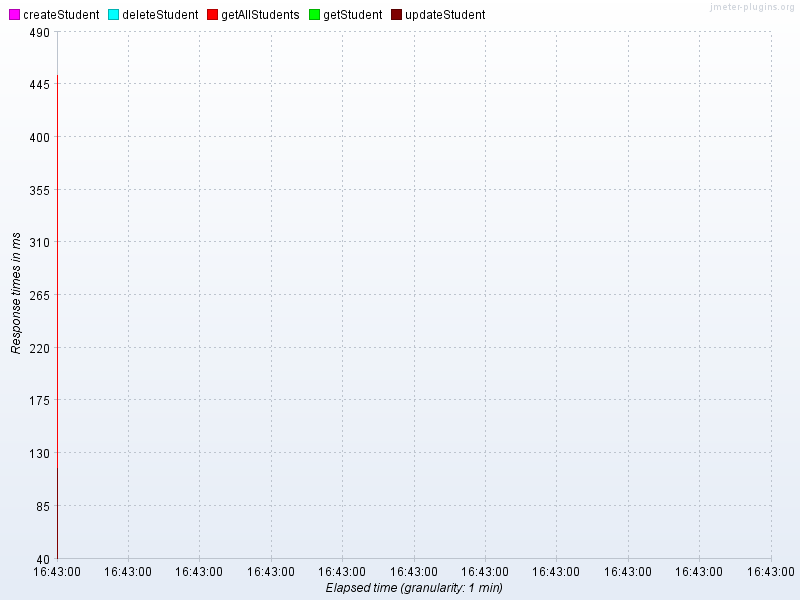 createStudent deleteStudent getAllStudents getStudent updateStudent
jmeter-plugins.org
490
445
400
355
310
265
220
175
130
85
40
Response times in ms
16:43:00 16:43:00 16:43:00 16:43:00 16:43:00 16:43:00 16:43:00 16:43:00 16:43:00 16:43:00 16:43:00
Elapsed time (granularity: 1 min)